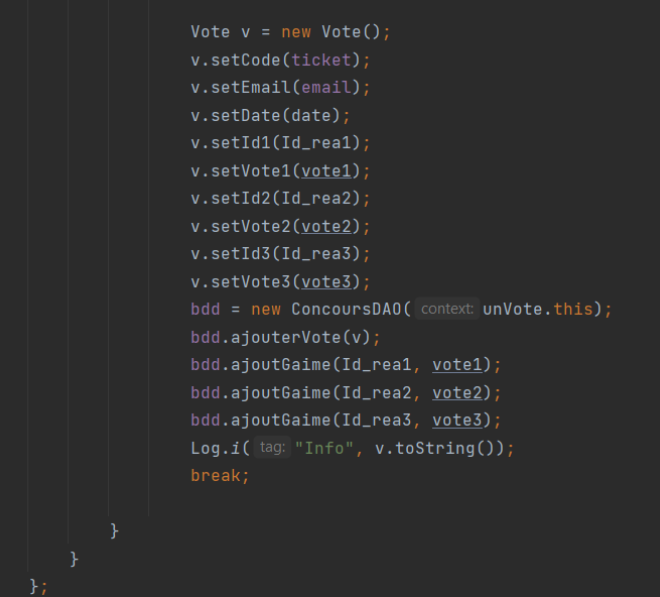 Vote v = new Vote();
v.setCode(ticket);
v.setEmail(email);
v.setDate(date);
v.setId1(Id_rea1);
v.setVote1(vote1);
v.setId2(Id_rea2);
v.setVote2(vote2);
v.setId3(Id_rea3);
v.setVote3(vote3);
bdd = new ConcoursDAO( context: unVote.this);
bdd.ajouterVote(v);
bdd.ajoutGaime(Id_rea1, vote1);
bdd.ajoutGaime(Id_rea2, vote2);
bdd.ajoutGaime(Id_rea3, vote3);
Log.i( tag: "Info", v.toString());
break;
}
}
};